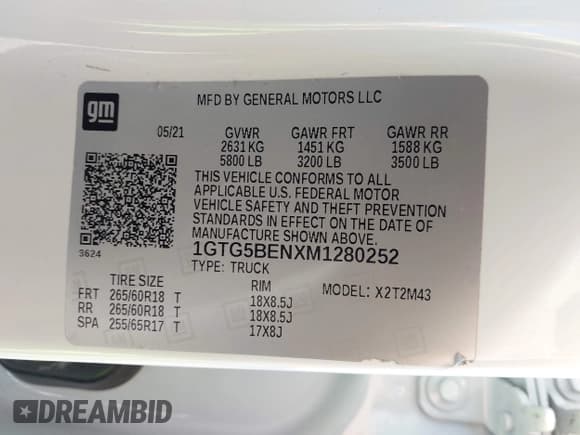 gm
MFD BY GENERAL MOTORS LLC
05/21 GVWR GAWR FRT GAWR RR
2631 KG 1451 KG 1588 KG
5800 LB 3200 LB 3500 LB
THIS VEHICLE CONFORMS TO ALL
APPLICABLE U.S. FEDERAL MOTOR
VEHICLE SAFETY AND THEFT PREVENTION
STANDARDS IN EFFECT ON THE DATE OF
MANUFACTURE SHOWN ABOVE.
3624
1GTG5BENXM1280252
TYPE: TRUCK
TIRE SIZE RIM MODEL: X2T2M43
FRT 265/60R18 T 18X8.5J
RR 265/60R18 T 18X8.5J
SPA 255/65R17 T 17X8J
DREAMBID